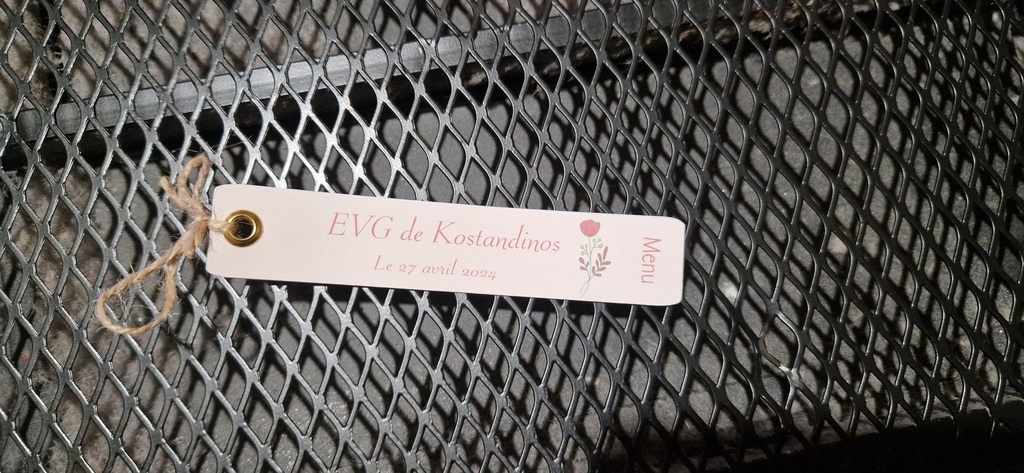 EVG de Kostandinos
Le 27 avril 2024
Menu